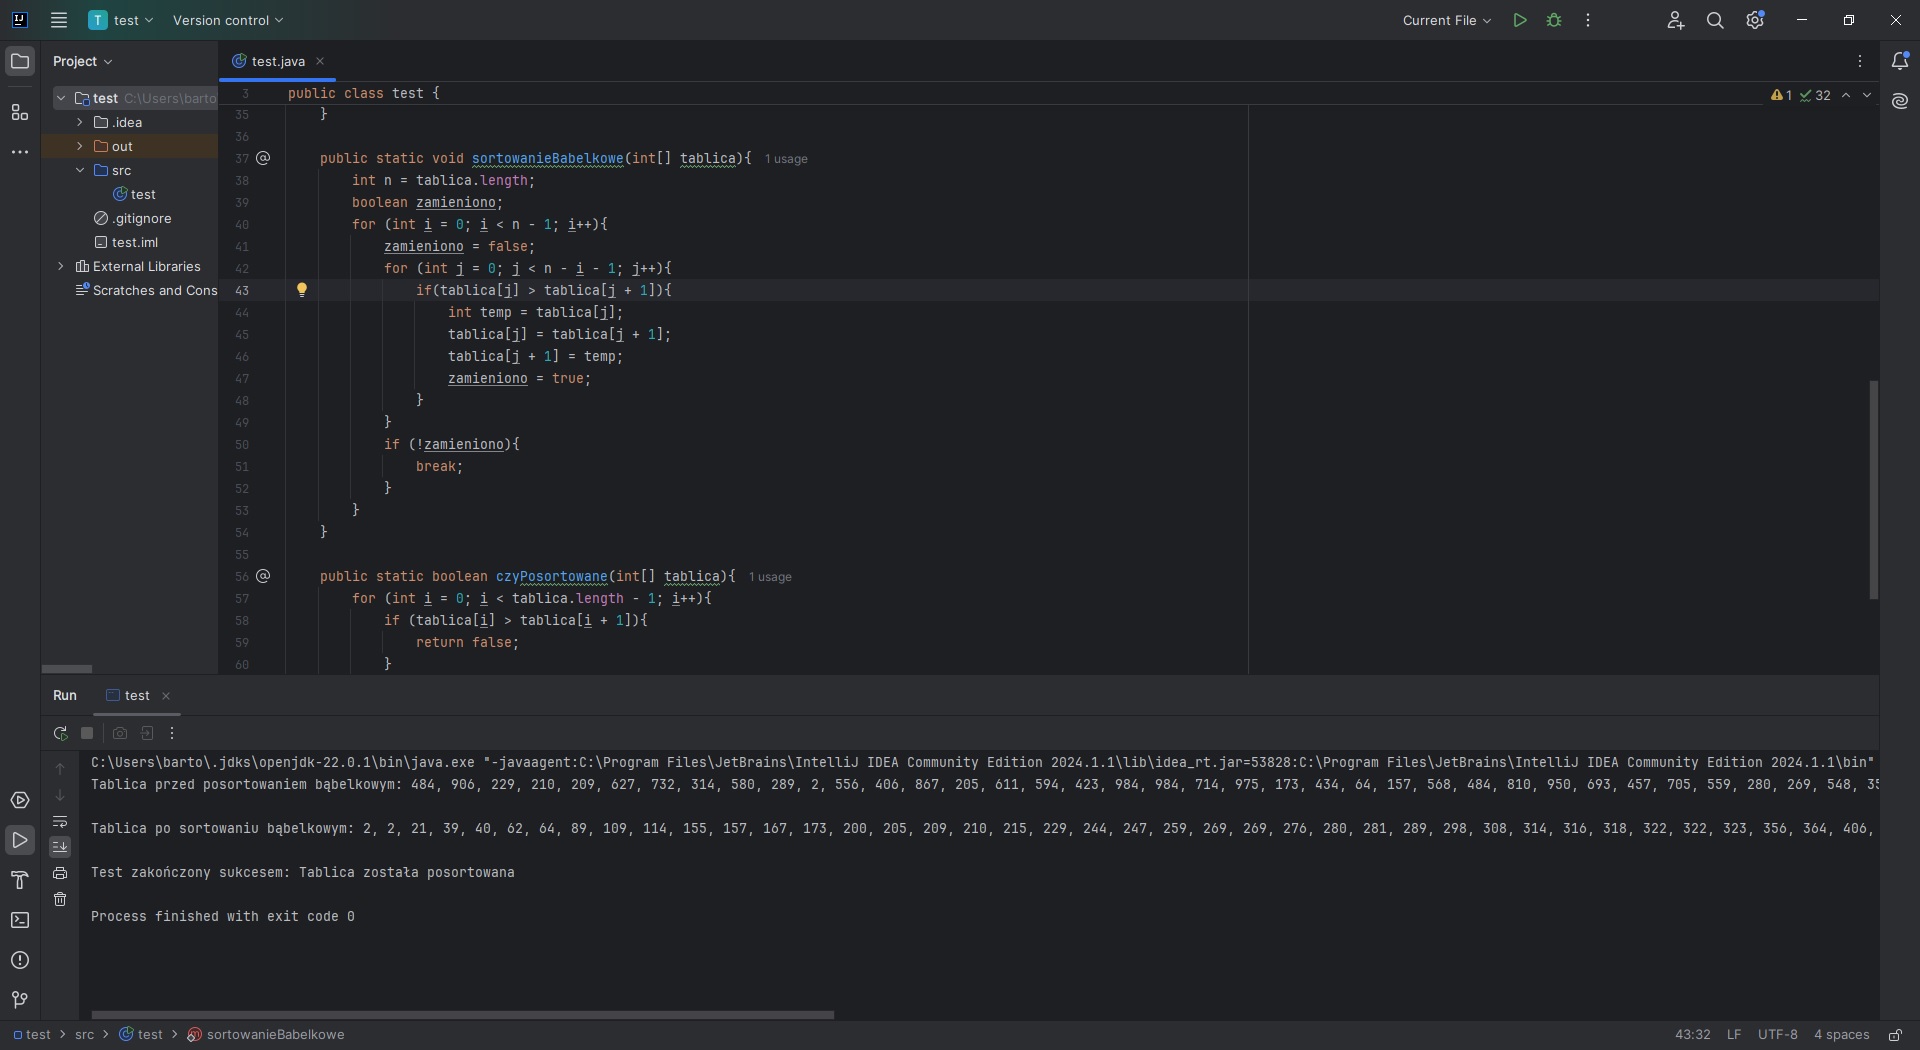 test
Version control
Current File
Project
test C:\Users\barto
.idea
out
src
test
.gitignore
test.iml
External Libraries
Scratches and Cons
test.java
1 32
3 public class test {
35 }
36
37 public static void sortowanieBabelkowe(int[] tablica){ 1 usage
38 int n = tablica.length;
39 boolean zamieniono;
40 for (int i = 0; i < n - 1; i++){
41 zamieniono = false;
42 for (int j = 0; j < n - i - 1; j++){
43 if(tablica[j] > tablica[j + 1]){
44 int temp = tablica[j];
45 tablica[j] = tablica[j + 1];
46 tablica[j + 1] = temp;
47 zamieniono = true;
48 }
49 }
50 if (!zamieniono){
51 break;
52 }
53 }
54 }
55
56 public static boolean czyPosortowane(int[] tablica){ 1 usage
57 for (int i = 0; i < tablica.length - 1; i++){
58 if (tablica[i] > tablica[i + 1]){
59 return false;
60 }
Run test
C:\Users\barto\.jdks\openjdk-22.0.1\bin\java.exe "-javaagent:C:\Program Files\JetBrains\IntelliJ IDEA Community Edition 2024.1.1\lib\idea_rt.jar=53828:C:\Program Files\JetBrains\IntelliJ IDEA Community Edition 2024.1.1\bin"
Tablica przed posortowaniem bąbelkowym: 484, 906, 229, 210, 209, 627, 732, 314, 580, 289, 2, 556, 406, 867, 205, 611, 594, 423, 984, 984, 714, 975, 173, 434, 64, 157, 568, 484, 810, 950, 693, 457, 705, 559, 280, 269, 548, 35
Tablica po sortowaniu bąbelkowym: 2, 2, 21, 39, 40, 62, 64, 89, 109, 114, 155, 157, 167, 173, 200, 205, 209, 210, 215, 229, 244, 247, 259, 269, 269, 276, 280, 281, 289, 298, 308, 314, 316, 318, 322, 322, 323, 356, 364, 406,
Test zakończony sukcesem: Tablica została posortowana
Process finished with exit code 0
test > src > test > sortowanieBabelkowe
43:32 LF UTF-8 4 spaces